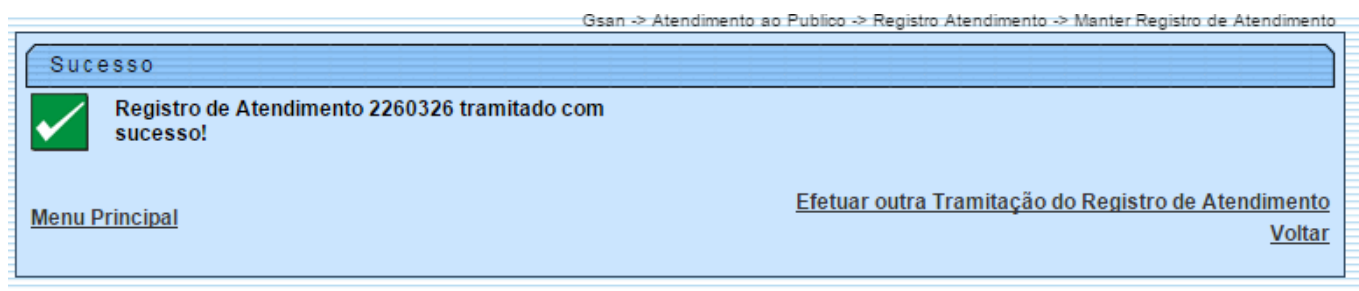 Gsan -> Atendimento ao Publico -> Registro Atendimento -> Manter Registro de Atendimento
Sucesso
Registro de Atendimento 2260326 tramitado com
sucesso!
Efetuar outra Tramitação do Registro de Atendimento
Menu Principal
Voltar